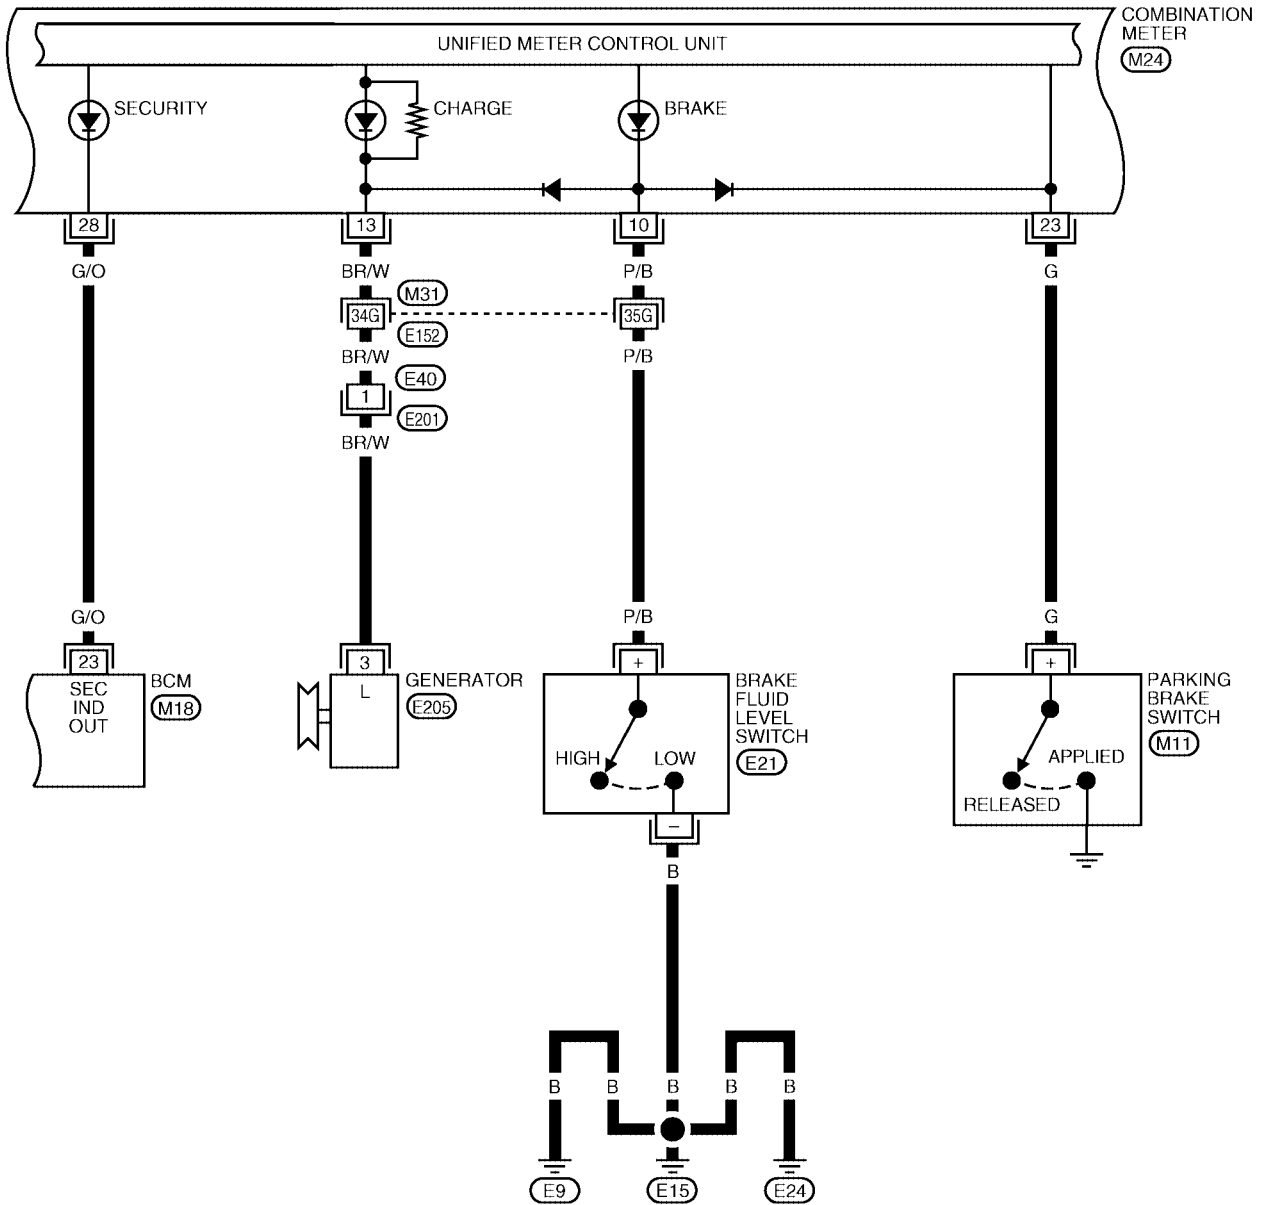 COMBINATION
METER
M24
UNIFIED METER CONTROL UNIT
SECURITY
CHARGE
BRAKE
28
13
10
23
G/O
BR/W
P/B
G
M31
34G
35G
E152
BR/W
P/B
E40
1
E201
BR/W
G/O
P/B
G
23
3
+
+
SEC
IND
OUT
BCM
M18
L
GENERATOR
E205
BRAKE
FLUID
LEVEL
SWITCH
E21
HIGH
LOW
PARKING
BRAKE
SWITCH
M11
APPLIED
RELEASED
–
B
B
B
B
B
B
E9
E15
E24